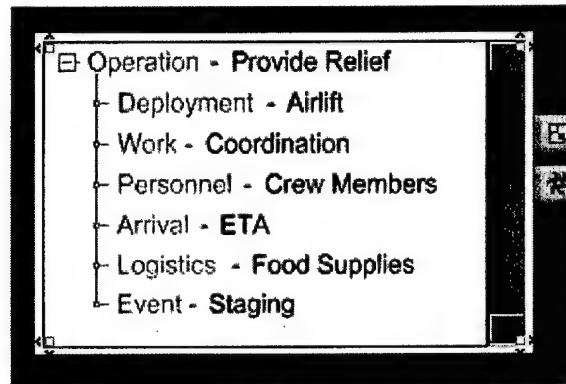 Operation - Provide Relief
Deployment - Airlift
Work - Coordination
Personnel - Crew Members
Arrival - ETA
Logistics - Food Supplies
Event - Staging